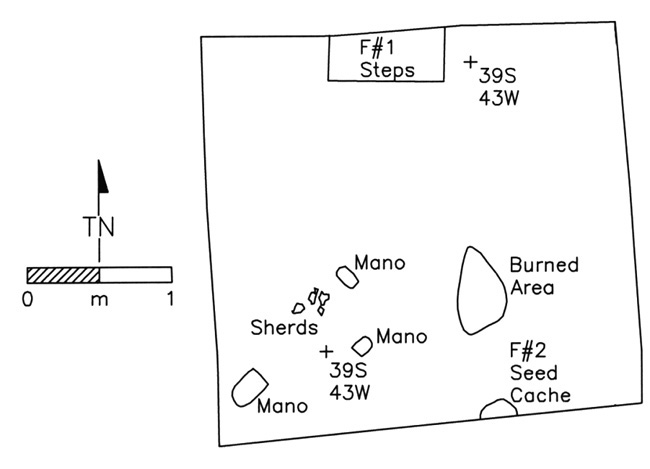 F#1
Steps
39S
43W
TN
0 m 1
Mano
Burned
Area
Sherds
Mano
39S
43W
F#2
Seed
Cache
Mano